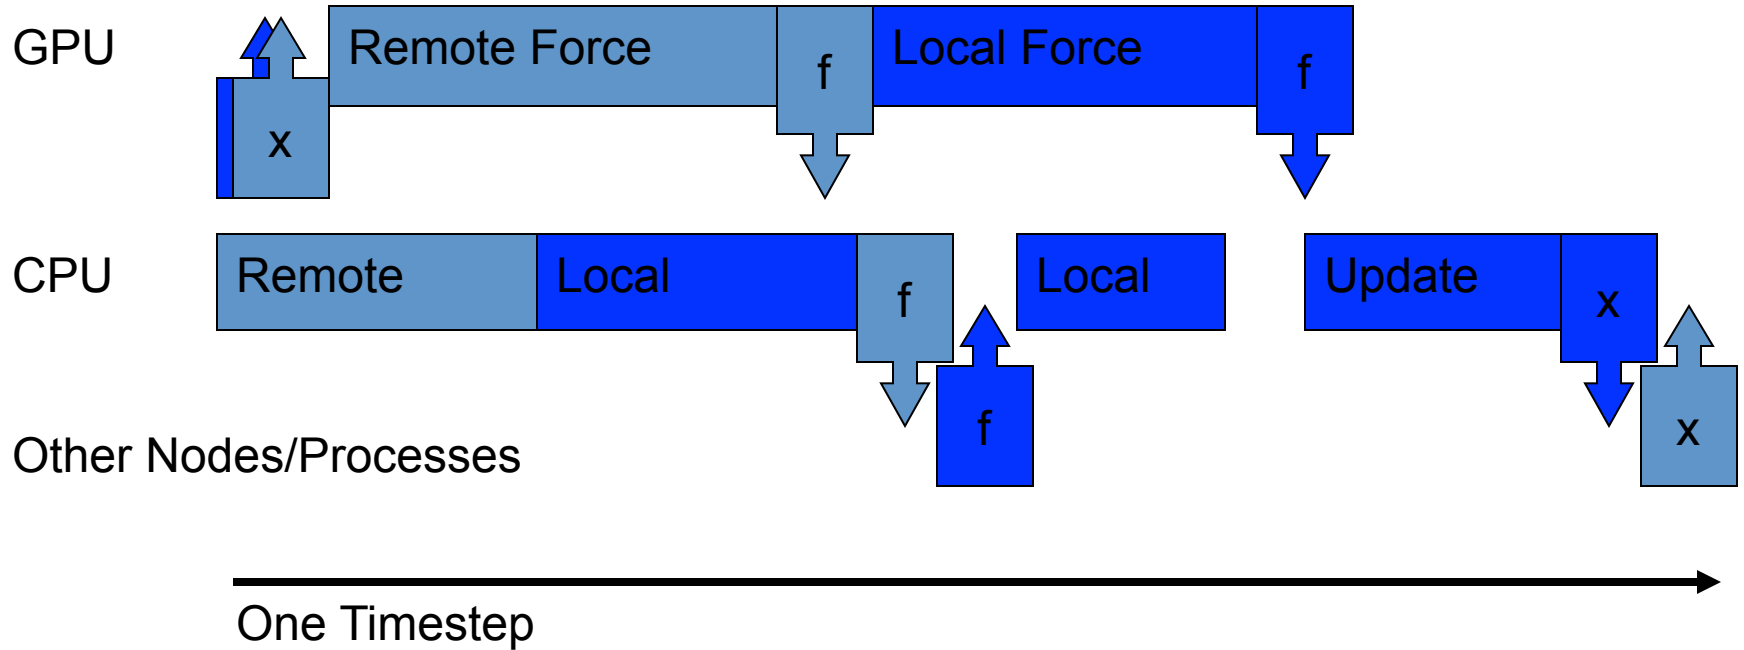 GPU
Remote Force
f
Local Force
f
x
CPU
Remote
Local
f
Local
Update
x
f
x
Other Nodes/Processes
One Timestep